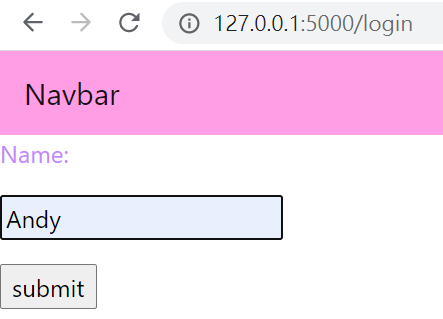 127.0.0.1:5000/login
Navbar
Name:
Andy
submit